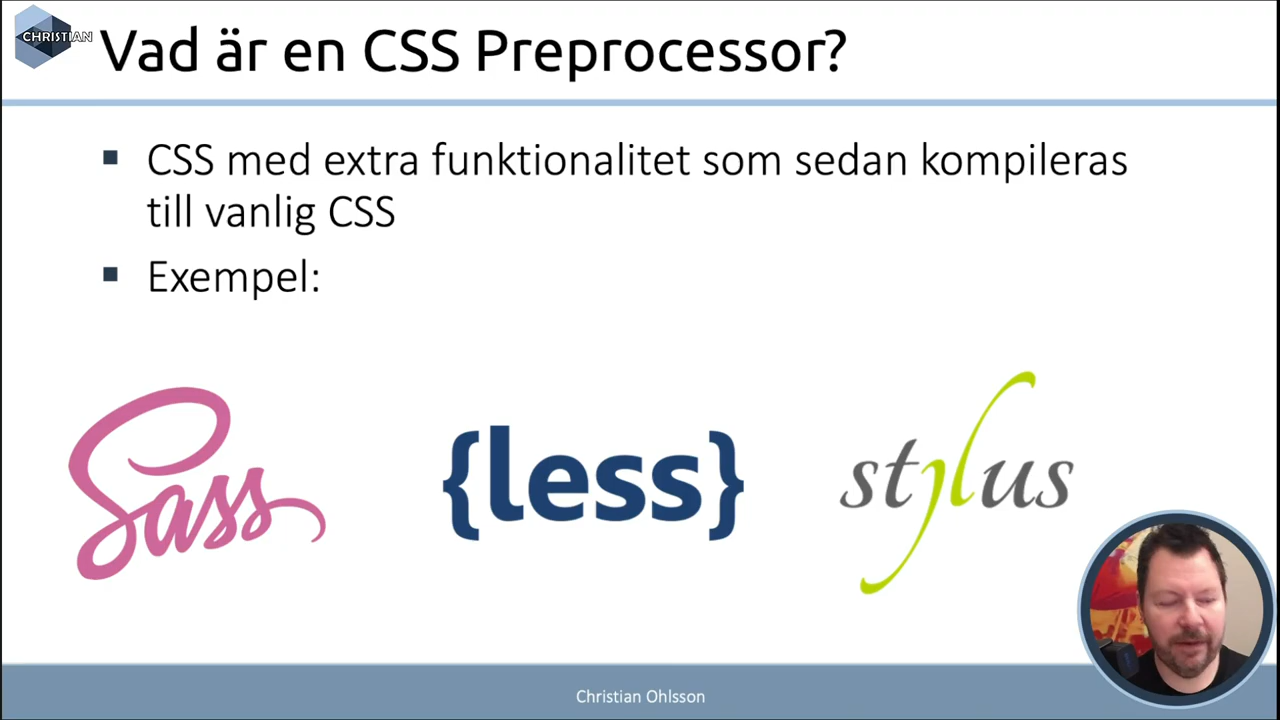 CHRISTIAN
Vad är en CSS Preprocessor?
CSS med extra funktionalitet som sedan kompileras
till vanlig CSS
Exempel:
Sass
{less}
stylus
Christian Ohlsson